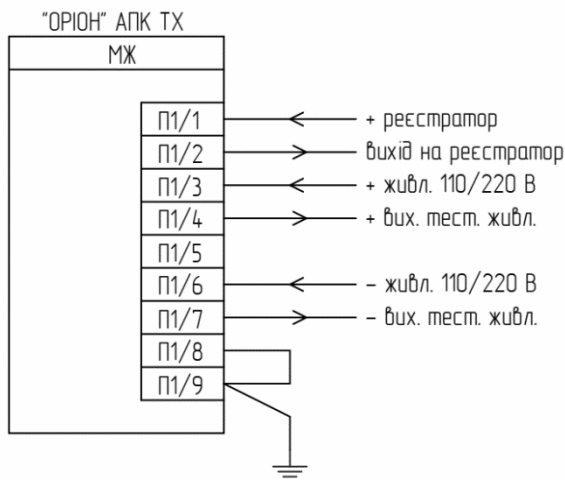 "ОРІОН" АПК ТХ
МЖ
П1/1 + реєстратор
П1/2 вихід на реєстратор
П1/3 + живл. 110/220 В
П1/4 + вих. тест. живл.
П1/5
П1/6 - живл. 110/220 В
П1/7 - вих. тест. живл.
П1/8
П1/9